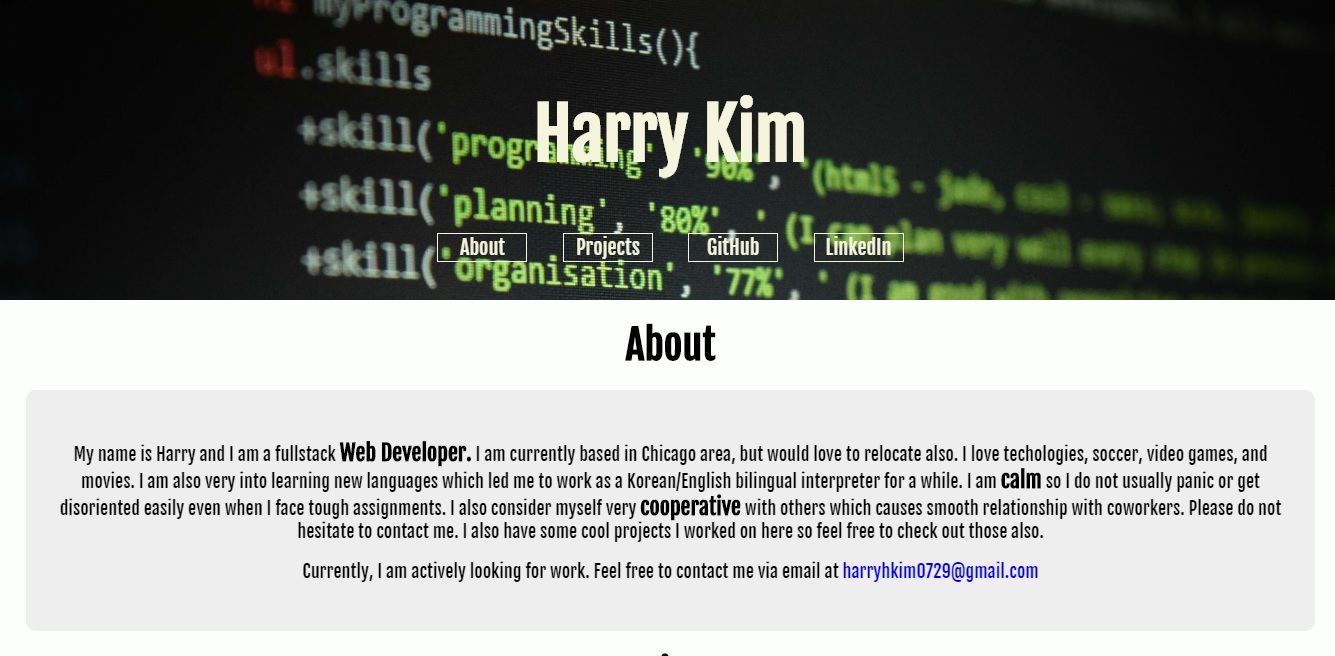 myProgrammingSkills(){
ul.skills
Harry Kim
+skill('programming', '90%', '(html5 - jade,
+skill('planning', '80%', ' (I can plan very well every
+skill('organisation', '77%', ' (I am good with
About
Projects
GitHub
LinkedIn
About
My name is Harry and I am a fullstack Web Developer. I am currently based in Chicago area, but would love to relocate also. I love techologies, soccer, video games, and
movies. I am also very into learning new languages which led me to work as a Korean/English bilingual interpreter for a while. I am calm so I do not usually panic or get
disoriented easily even when I face tough assignments. I also consider myself very cooperative with others which causes smooth relationship with coworkers. Please do not
hesitate to contact me. I also have some cool projects I worked on here so feel free to check out those also.
Currently, I am actively looking for work. Feel free to contact me via email at harryhkim0729@gmail.com